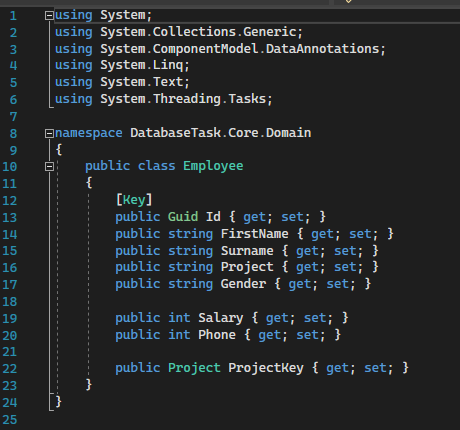 1 using System;
2 using System.Collections.Generic;
3 using System.ComponentModel.DataAnnotations;
4 using System.Linq;
5 using System.Text;
6 using System.Threading.Tasks;
7
8 namespace DatabaseTask.Core.Domain
9 {
10 public class Employee
11 {
12 [Key]
13 public Guid Id { get; set; }
14 public string FirstName { get; set; }
15 public string Surname { get; set; }
16 public string Project { get; set; }
17 public string Gender { get; set; }
18
19 public int Salary { get; set; }
20 public int Phone { get; set; }
21
22 public Project ProjectKey { get; set; }
23 }
24 }
25